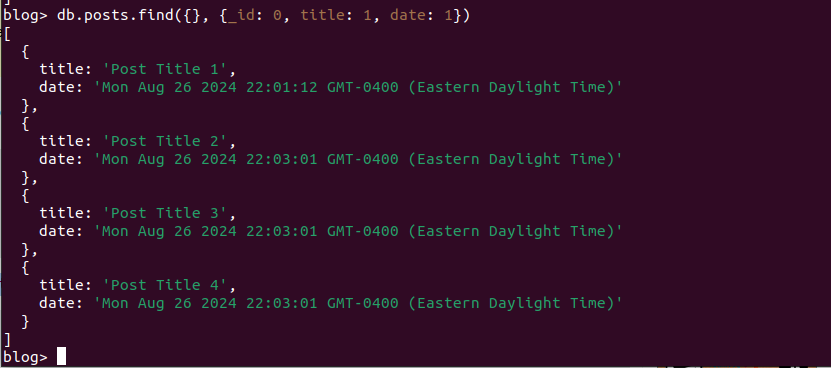 ]
blog> db.posts.find({}, {_id: 0, title: 1, date: 1})
[
  {
    title: 'Post Title 1',
    date: 'Mon Aug 26 2024 22:01:12 GMT-0400 (Eastern Daylight Time)'
  },
  {
    title: 'Post Title 2',
    date: 'Mon Aug 26 2024 22:03:01 GMT-0400 (Eastern Daylight Time)'
  },
  {
    title: 'Post Title 3',
    date: 'Mon Aug 26 2024 22:03:01 GMT-0400 (Eastern Daylight Time)'
  },
  {
    title: 'Post Title 4',
    date: 'Mon Aug 26 2024 22:03:01 GMT-0400 (Eastern Daylight Time)'
  }
]
blog>